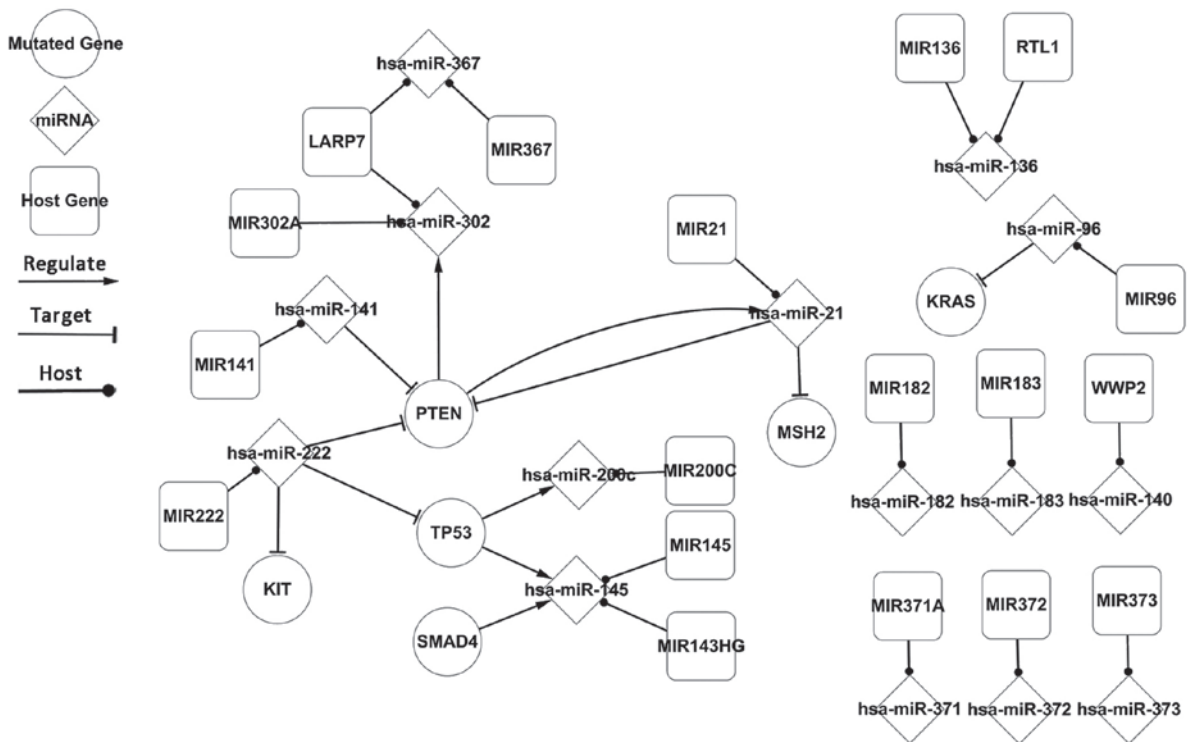 Mutated Gene
miRNA
Host Gene
Regulate
Target
Host
hsa-miR-367
LARP7
MIR367
MIR302A
hsa-miR-302
hsa-miR-141
MIR141
PTEN
MIR21
hsa-miR-21
MSH2
hsa-miR-222
MIR222
KIT
TP53
hsa-miR-200c
MIR200C
MIR145
hsa-miR-145
SMAD4
MIR143HG
MIR136
RTL1
hsa-miR-136
hsa-miR-96
KRAS
MIR96
MIR182
MIR183
WWP2
hsa-miR-182
hsa-miR-183
hsa-miR-140
MIR371A
MIR372
MIR373
hsa-miR-371
hsa-miR-372
hsa-miR-373